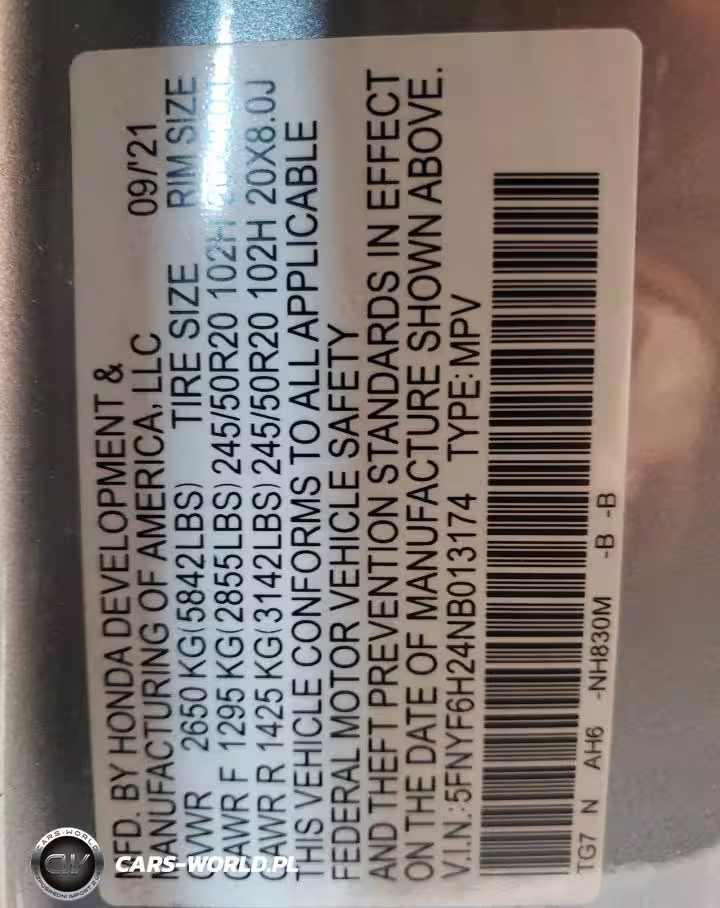 MFD. BY HONDA DEVELOPMENT & 09/'21
MANUFACTURING OF AMERICA, LLC
GVWR 2650 KG(5842LBS) TIRE SIZE RIM SIZE
GAWR F 1295 KG(2855LBS) 245/50R20 102H
GAWR R 1425 KG(3142LBS) 245/50R20 102H 20X8.0J
THIS VEHICLE CONFORMS TO ALL APPLICABLE
FEDERAL MOTOR VEHICLE SAFETY
AND THEFT PREVENTION STANDARDS IN EFFECT
ON THE DATE OF MANUFACTURE SHOWN ABOVE.
V.I.N.: 5FNYF6H24NB013174 TYPE: MPV
TG7 N AH6 -NH830M -B -B
CARS-WORLD
CW
CARS-WORLD.PL